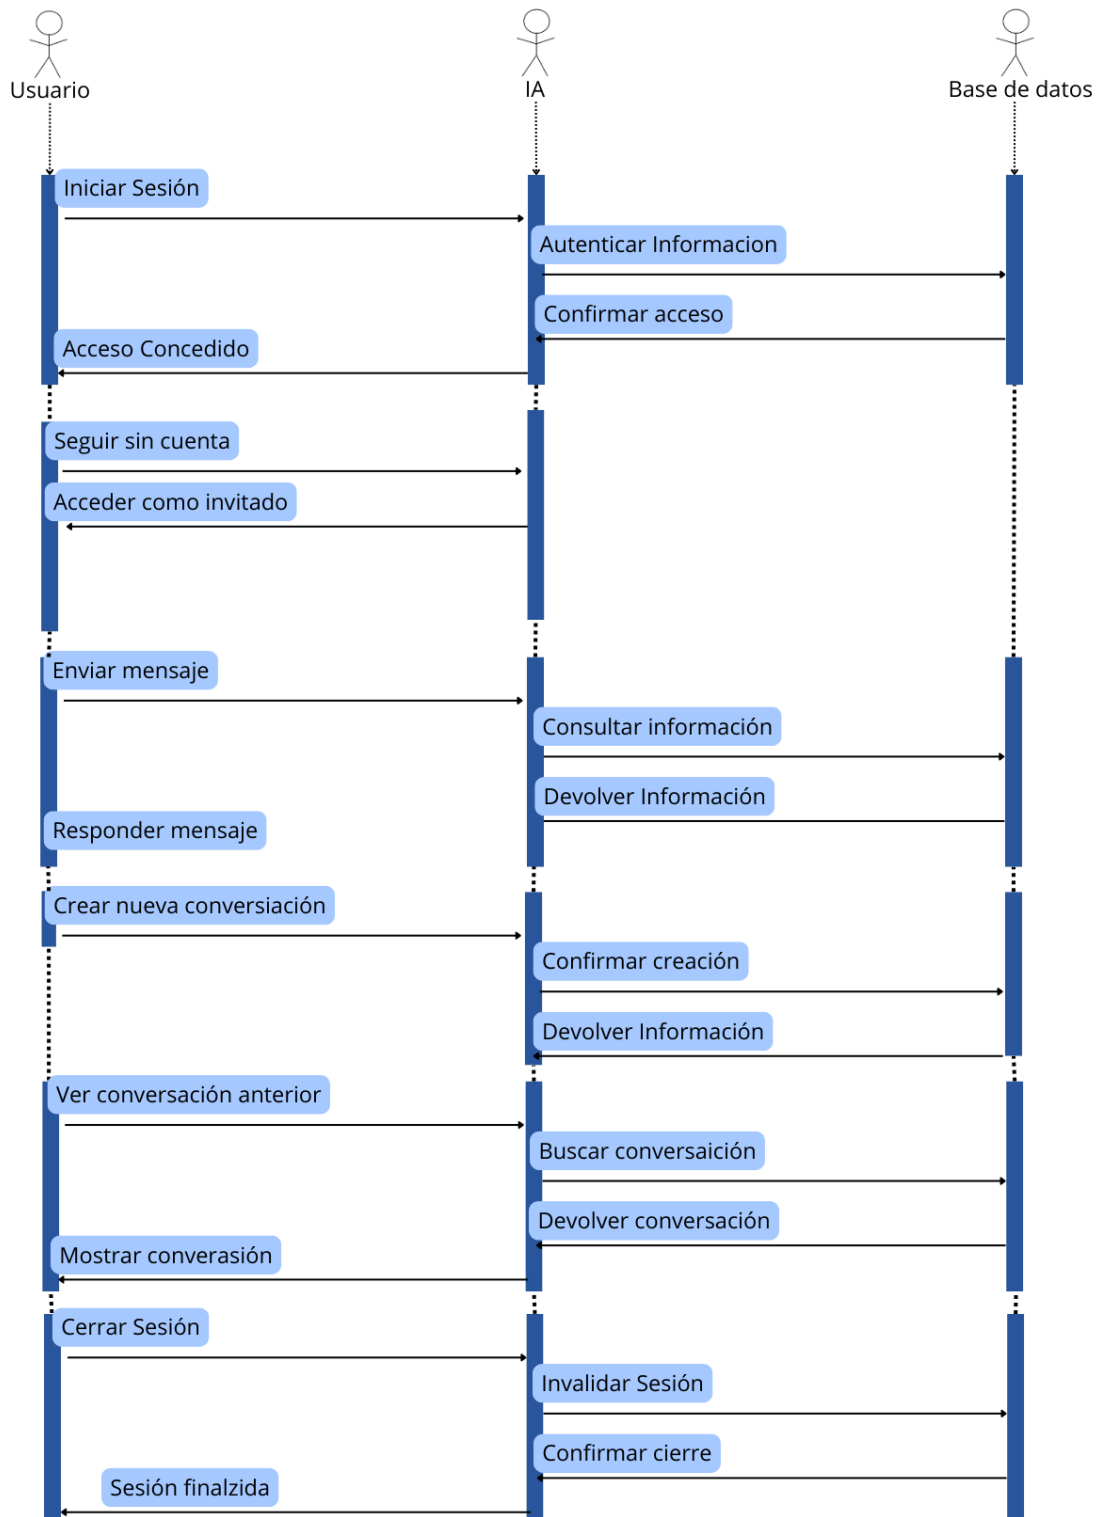 Usuario
IA
Base de datos
Iniciar Sesión
Autenticar Informacion
Confirmar acceso
Acceso Concedido
Seguir sin cuenta
Acceder como invitado
Enviar mensaje
Consultar información
Devolver Información
Responder mensaje
Crear nueva conversiación
Confirmar creación
Devolver Información
Ver conversación anterior
Buscar conversaición
Devolver conversación
Mostrar converasión
Cerrar Sesión
Invalidar Sesión
Confirmar cierre
Sesión finalzida